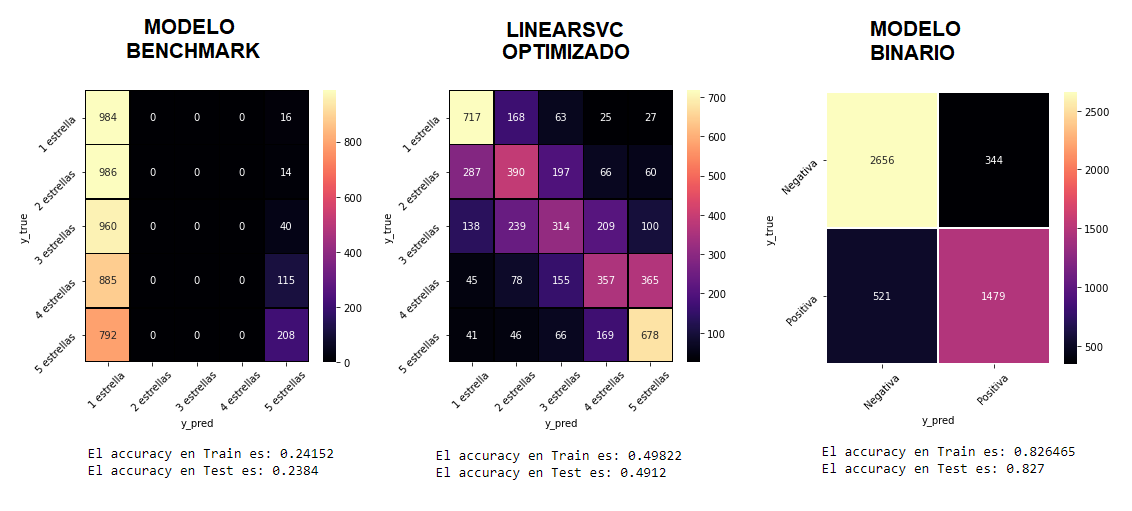 MODELO
BENCHMARK
984 0 0 0 16
986 0 0 0 14
960 0 0 0 40
885 0 0 0 115
792 0 0 0 208
1 estrella
2 estrellas
3 estrellas
4 estrellas
5 estrellas
y_true
1 estrella 2 estrellas 3 estrellas 4 estrellas 5 estrellas
y_pred
800
600
400
200
0
El accuracy en Train es: 0.24152
El accuracy en Test es: 0.2384
LINEARSVC
OPTIMIZADO
717 168 63 25 27
287 390 197 66 60
138 239 314 209 100
45 78 155 357 365
41 46 66 169 678
1 estrella
2 estrellas
3 estrellas
4 estrellas
5 estrellas
y_true
1 estrella 2 estrellas 3 estrellas 4 estrellas 5 estrellas
y_pred
700
600
500
400
300
200
100
El accuracy en Train es: 0.49822
El accuracy en Test es: 0.4912
MODELO
BINARIO
2656 344
521 1479
Negativa
Positiva
y_true
Negativa Positiva
y_pred
2500
2000
1500
1000
500
El accuracy en Train es: 0.826465
El accuracy en Test es: 0.827